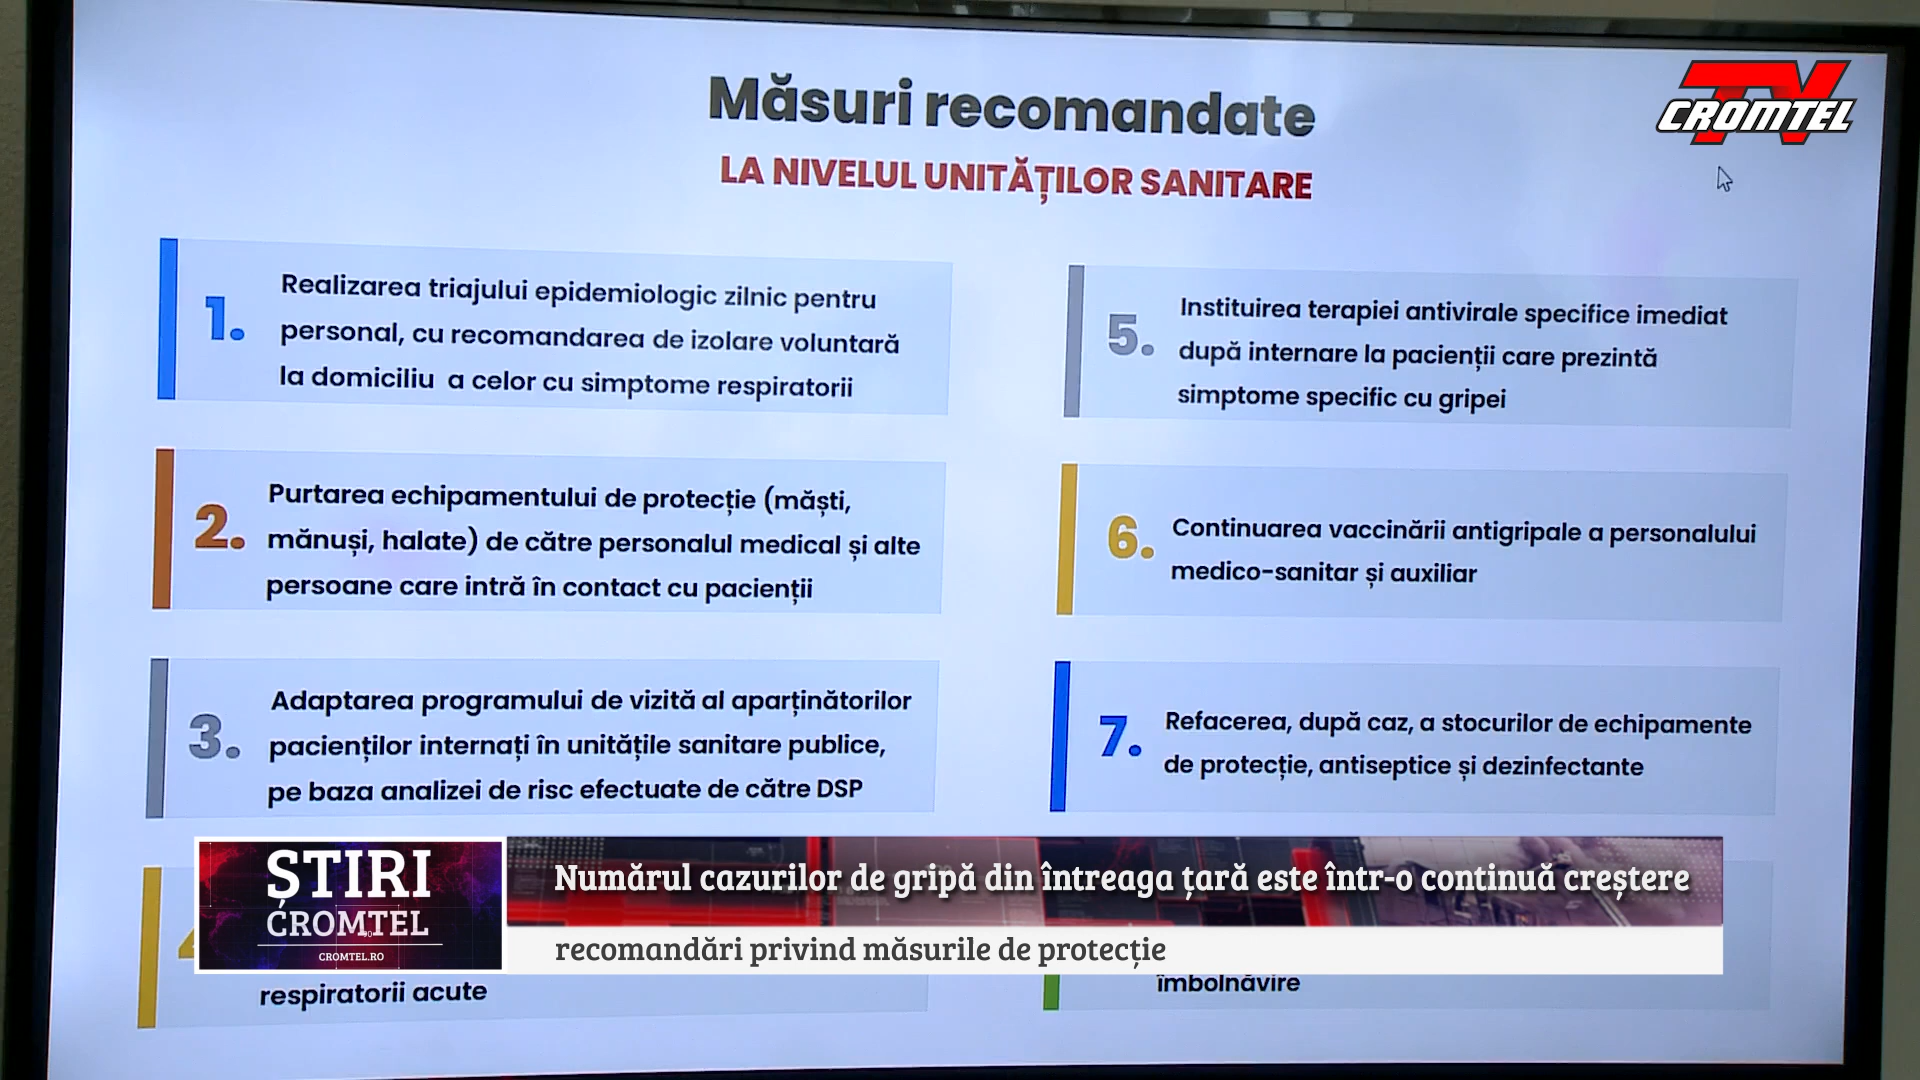 TV
CROMTEL
Măsuri recomandate
LA NIVELUL UNITĂȚILOR SANITARE
1.
Realizarea triajului epidemiologic zilnic pentru
personal, cu recomandarea de izolare voluntară
la domiciliu a celor cu simptome respiratorii
2.
Purtarea echipamentului de protecție (măști,
mănuși, halate) de către personalul medical și alte
persoane care intră în contact cu pacienții
3.
Adaptarea programului de vizită al aparținătorilor
pacienților internați în unitățile sanitare publice,
pe baza analizei de risc efectuate de către DSP
respiratorii acute
5.
Instituirea terapiei antivirale specifice imediat
după internare la pacienții care prezintă
simptome specific cu gripei
6.
Continuarea vaccinării antigripale a personalului
medico-sanitar și auxiliar
7.
Refacerea, după caz, a stocurilor de echipamente
de protecție, antiseptice și dezinfectante
îmbolnăvire
ȘTIRI
CROMTEL
CROMTEL.RO
Numărul cazurilor de gripă din întreaga țară este într-o continuă creștere
recomandări privind măsurile de protecție